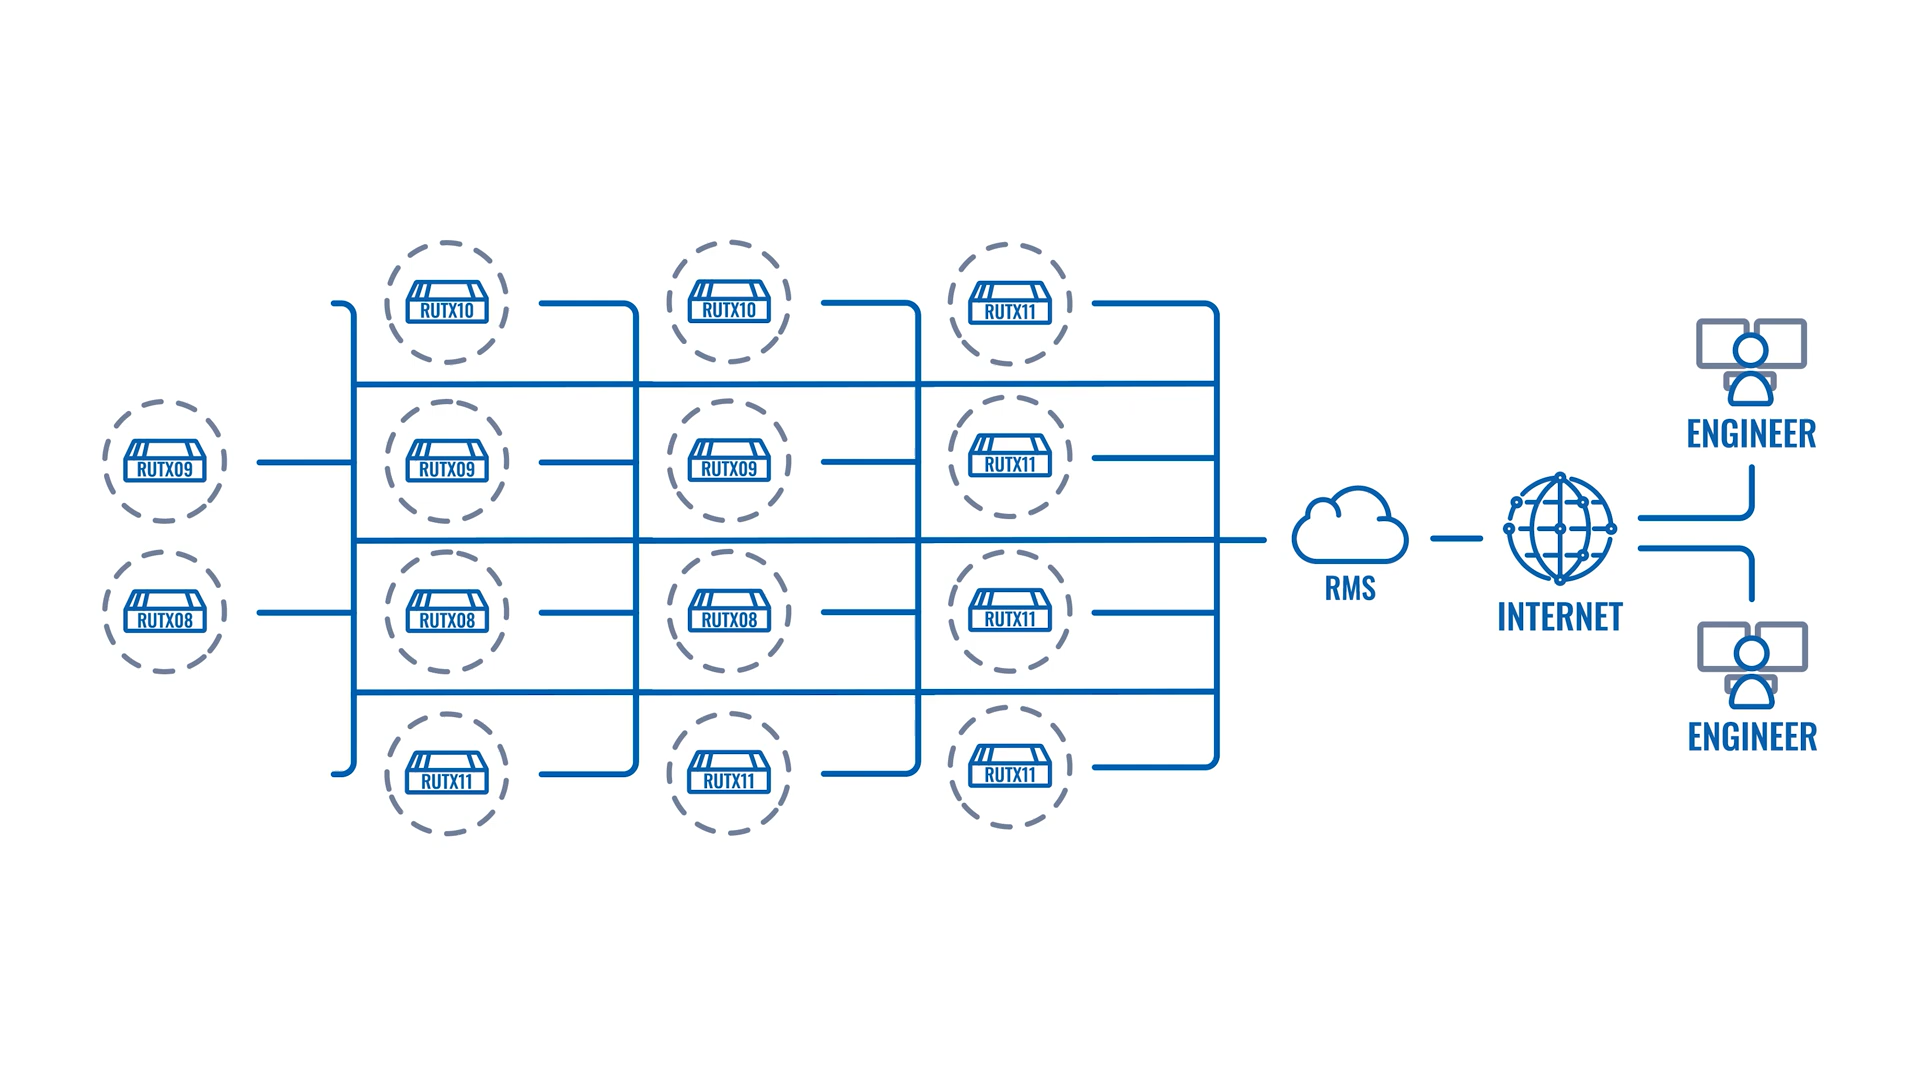 RUTX10
RUTX10
RUTX11
ENGINEER
RUTX09
RUTX09
RUTX09
RUTX11
RMS
INTERNET
RUTX08
RUTX08
RUTX08
RUTX11
ENGINEER
RUTX11
RUTX11
RUTX11